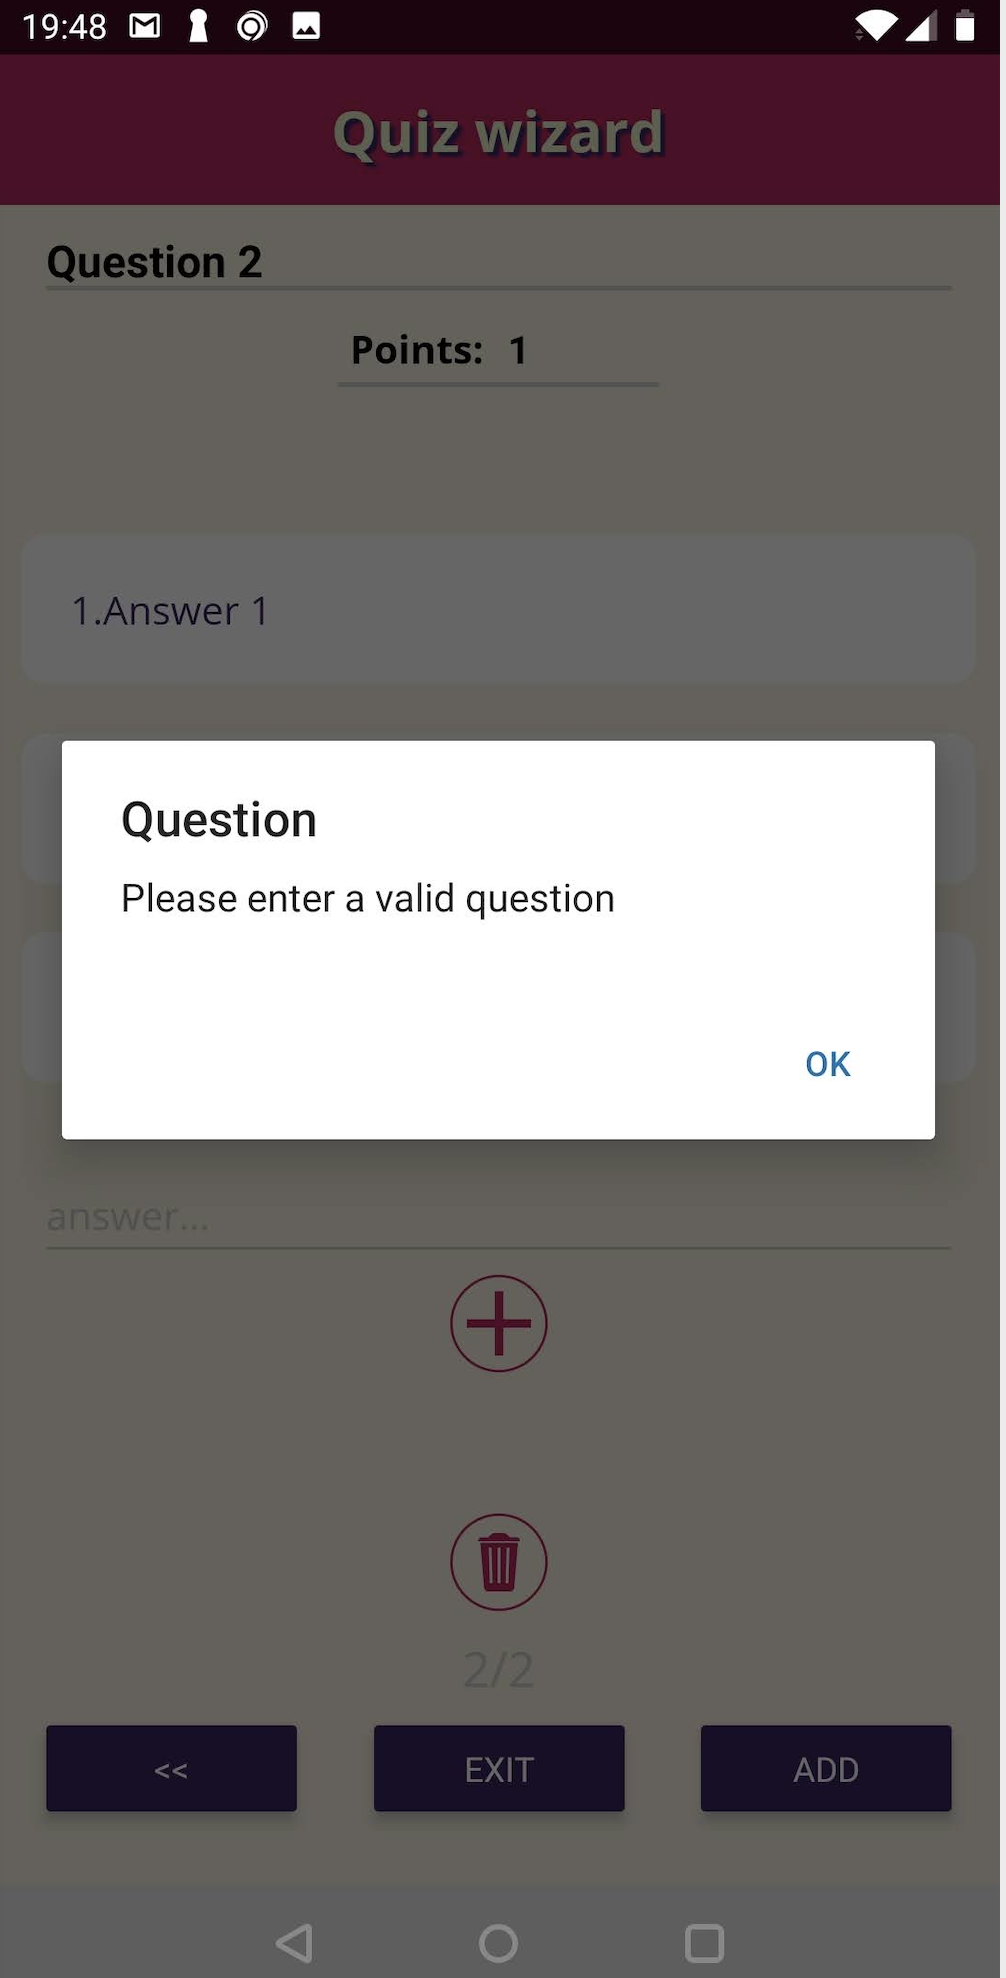 19:48
Quiz wizard
Question 2
Points: 1
1.Answer 1
Question
Please enter a valid question
OK
answer...
2/2
<<
EXIT
ADD